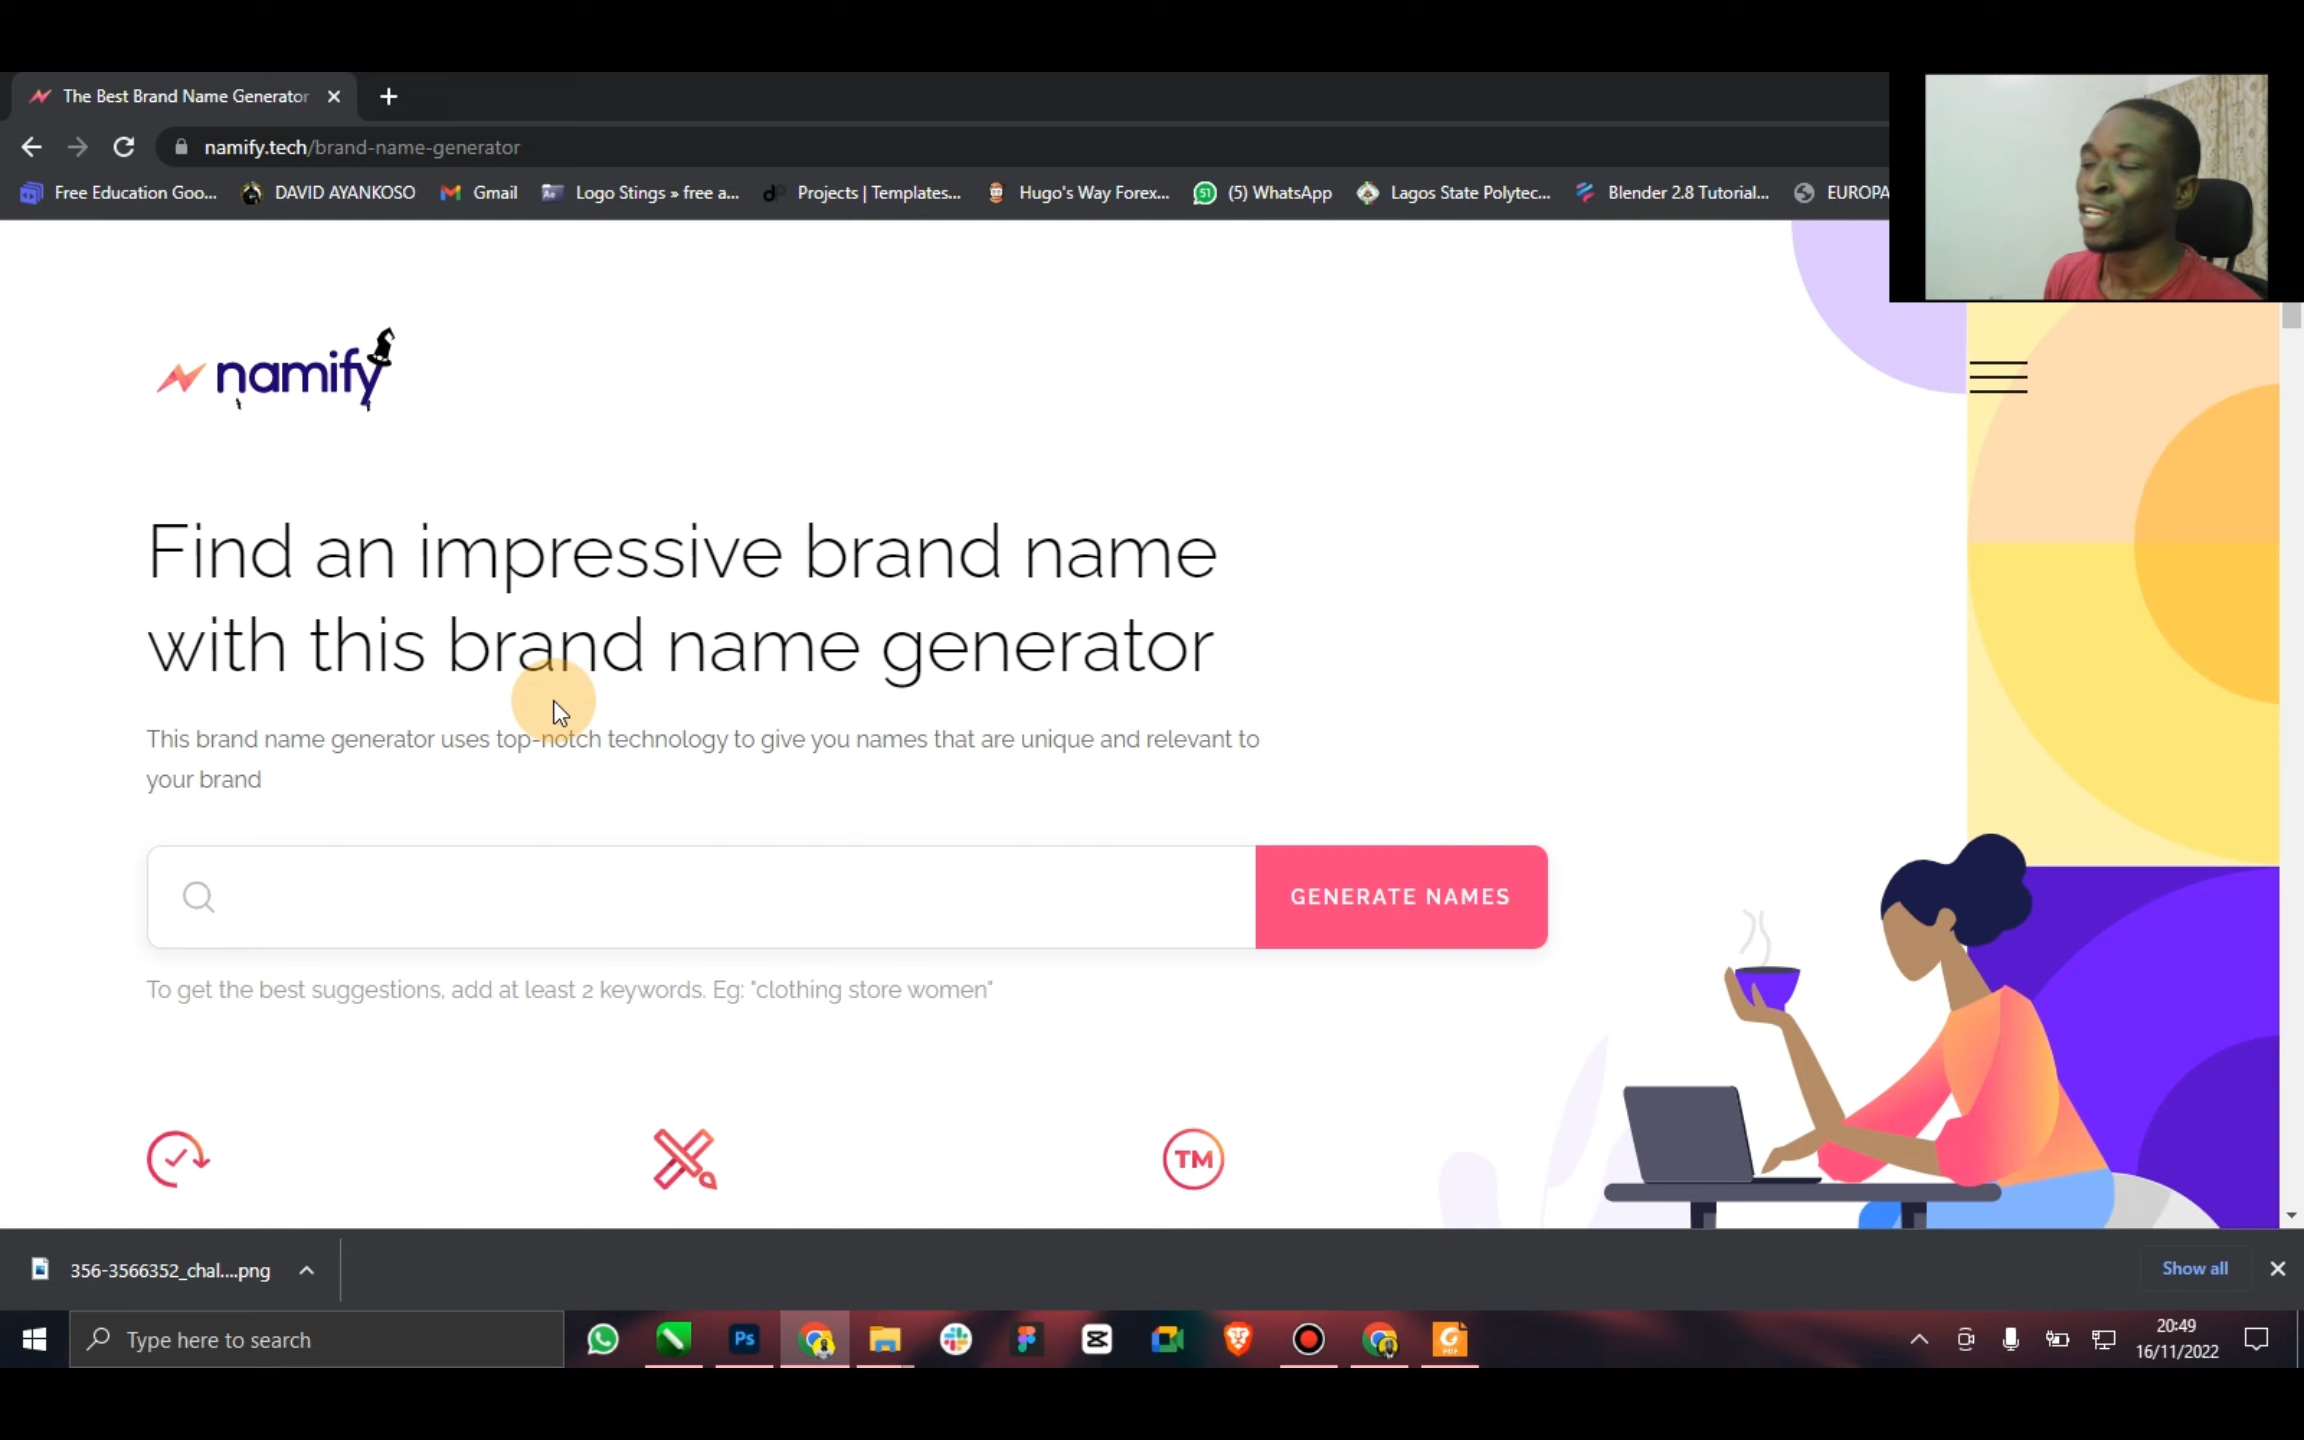 The Best Brand Name Generator
namify.tech/brand-name-generator
Free Education Goo...
DAVID AYANKOSO
Gmail
Logo Stings » free a...
Projects | Templates...
Hugo's Way Forex...
(5) WhatsApp
Lagos State Polytec...
Blender 2.8 Tutorial...
EUROPA
namify
Find an impressive brand name
with this brand name generator
This brand name generator uses top-notch technology to give you names that are unique and relevant to
your brand
GENERATE NAMES
To get the best suggestions, add at least 2 keywords. Eg: "clothing store women"
TM
356-3566352_chal....png
Show all
Type here to search
Ps
PDF
20:49
16/11/2022